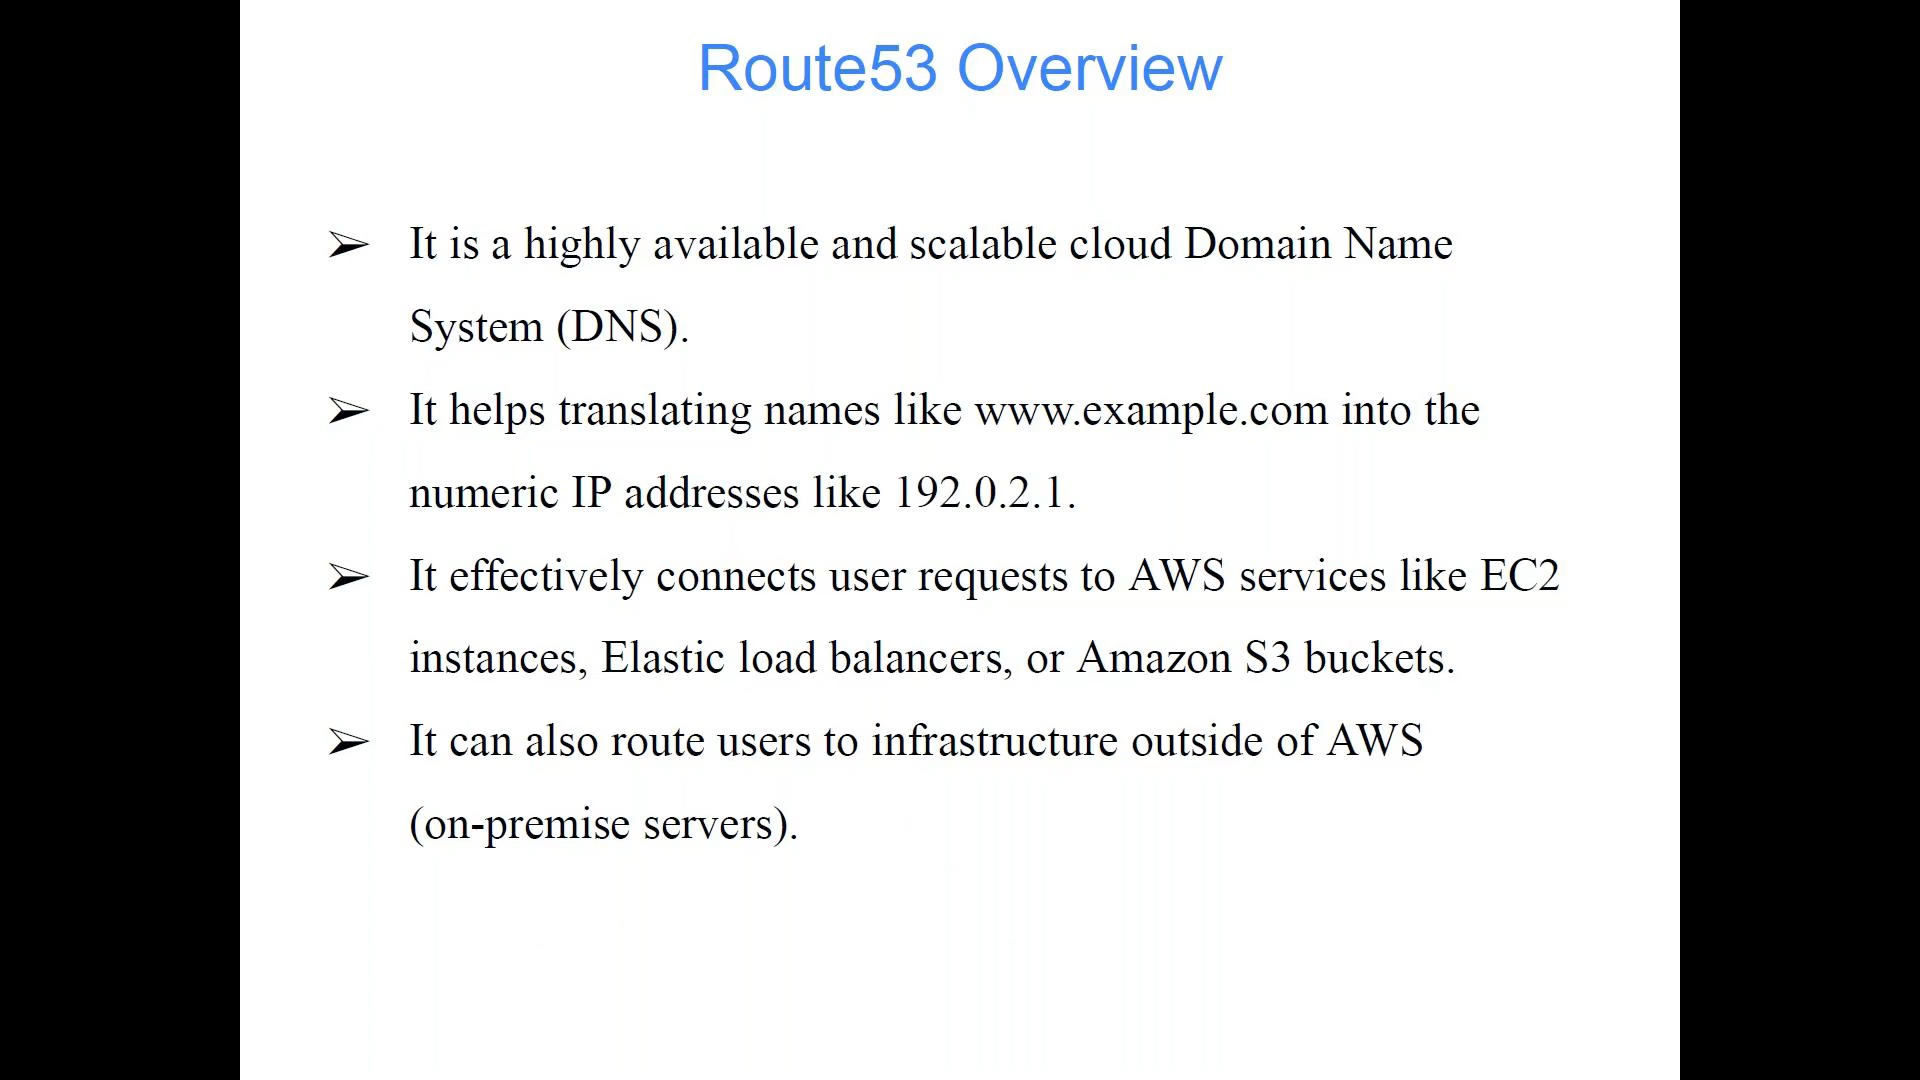 Route53 Overview
➢ It is a highly available and scalable cloud Domain Name
System (DNS).
➢ It helps translating names like www.example.com into the
numeric IP addresses like 192.0.2.1.
➢ It effectively connects user requests to AWS services like EC2
instances, Elastic load balancers, or Amazon S3 buckets.
➢ It can also route users to infrastructure outside of AWS
(on-premise servers).